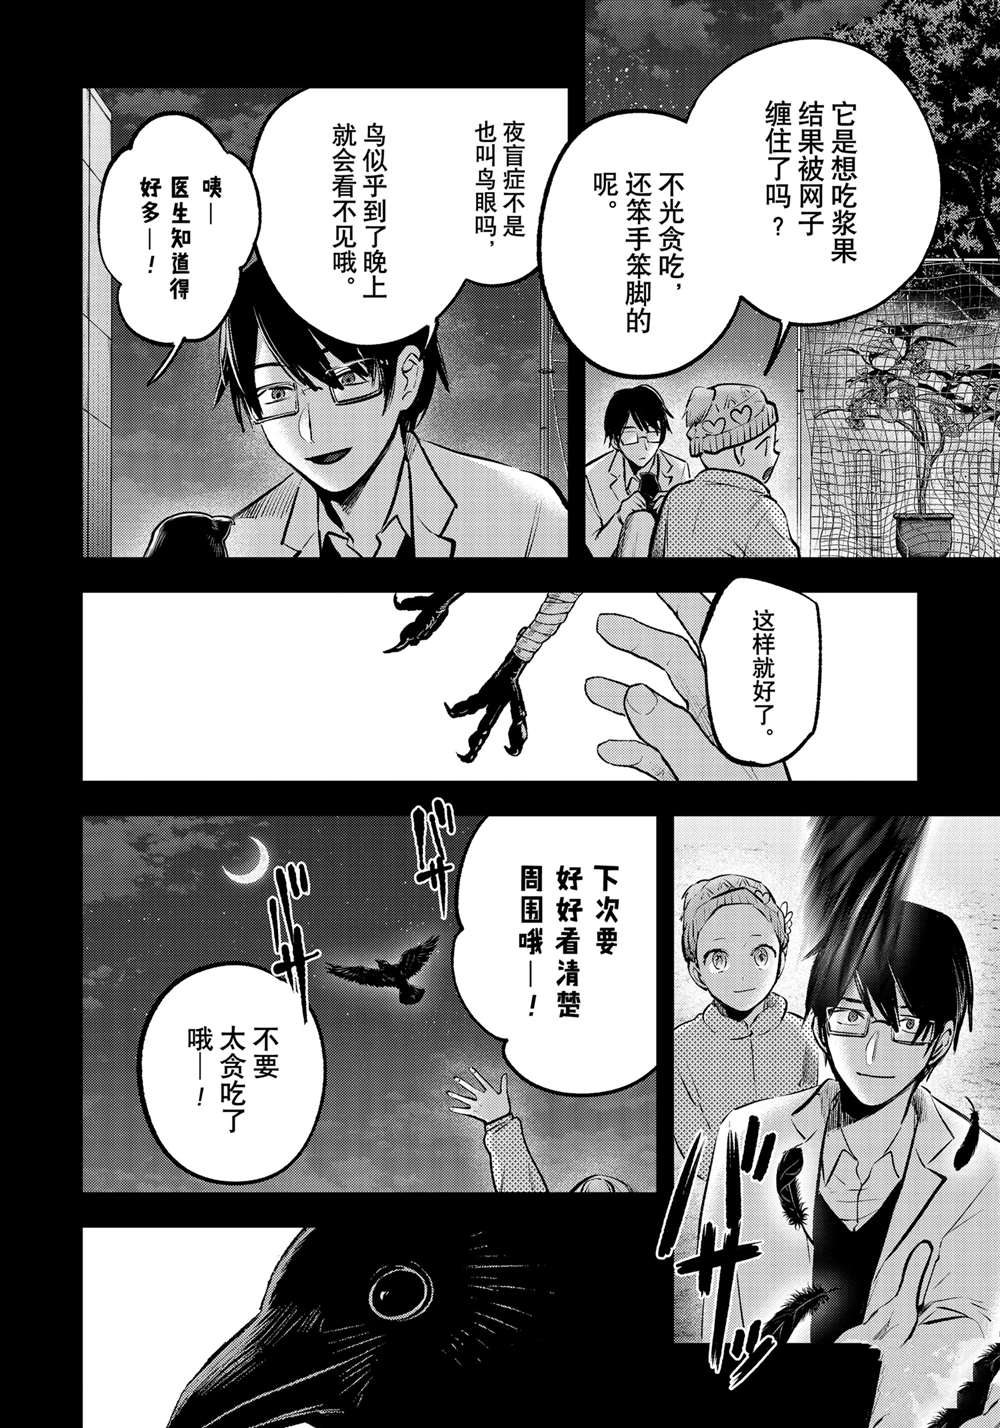 它是想吃浆果
结果被网子
缠住了吗？
不光贪吃，
还笨手笨脚的
呢。
夜盲症不是
也叫鸟眼吗，
鸟似乎到了晚上
就会看不见哦。
咦—
医生知道得
好多—！
这样就好了。
バサ
下次要
好好看清楚
周围哦—！
バサ
バサ
不要
太贪吃了
哦—！